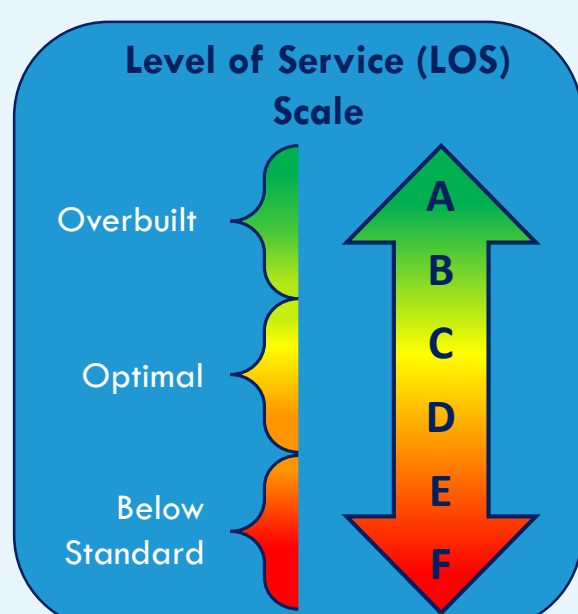 Level of Service (LOS)
Scale
Overbuilt
Optimal
Below
Standard
A
B
C
D
E
F